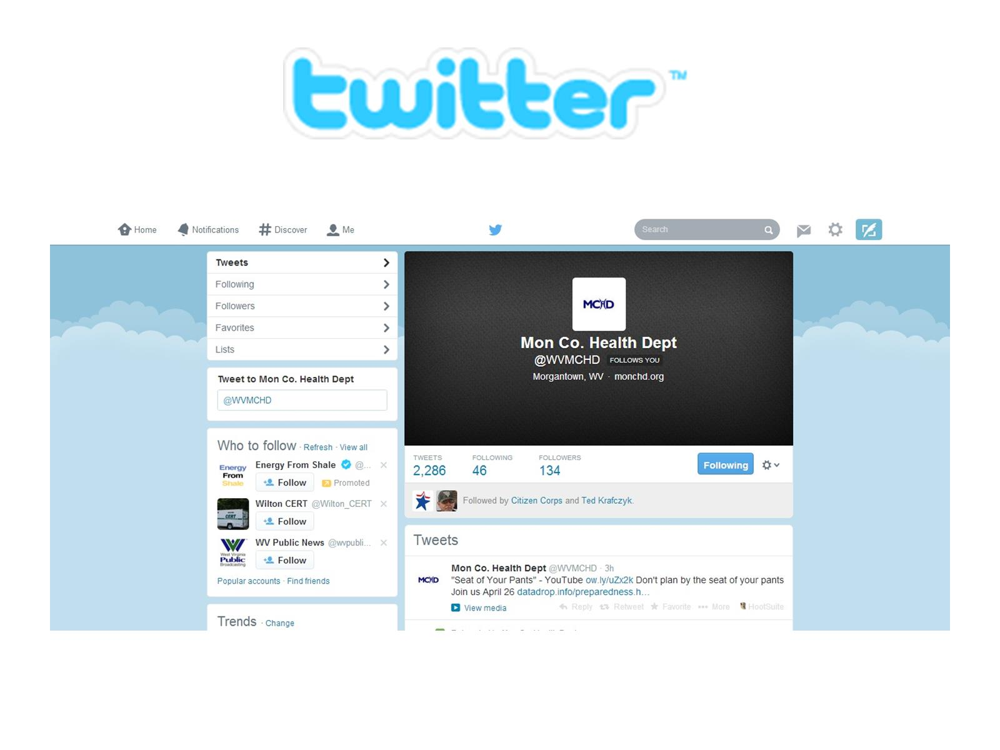 twitter™
Home Notifications Discover Me Search
Tweets
Following
Followers
Favorites
Lists
Tweet to Mon Co. Health Dept
@WVMCHD
Who to follow · Refresh · View all
Energy From Shale @...
Energy
From
Shale
Follow Promoted
Wilton CERT @Wilton_CERT
CERT
Follow
WV Public News @wvpubli...
West Virginia
Public
Broadcasting
Follow
Popular accounts · Find friends
Trends · Change
MCHD
Mon Co. Health Dept
@WVMCHD FOLLOWS YOU
Morgantown, WV · monchd.org
TWEETS FOLLOWING FOLLOWERS
2,286 46 134
Following
Followed by Citizen Corps and Ted Krafczyk.
Tweets
MCHD
Mon Co. Health Dept @WVMCHD · 3h
"Seat of Your Pants" - YouTube ow.ly/uZx2k Don't plan by the seat of your pants
Join us April 26 datadrop.info/preparedness.h…
View media Reply Retweet Favorite More HootSuite